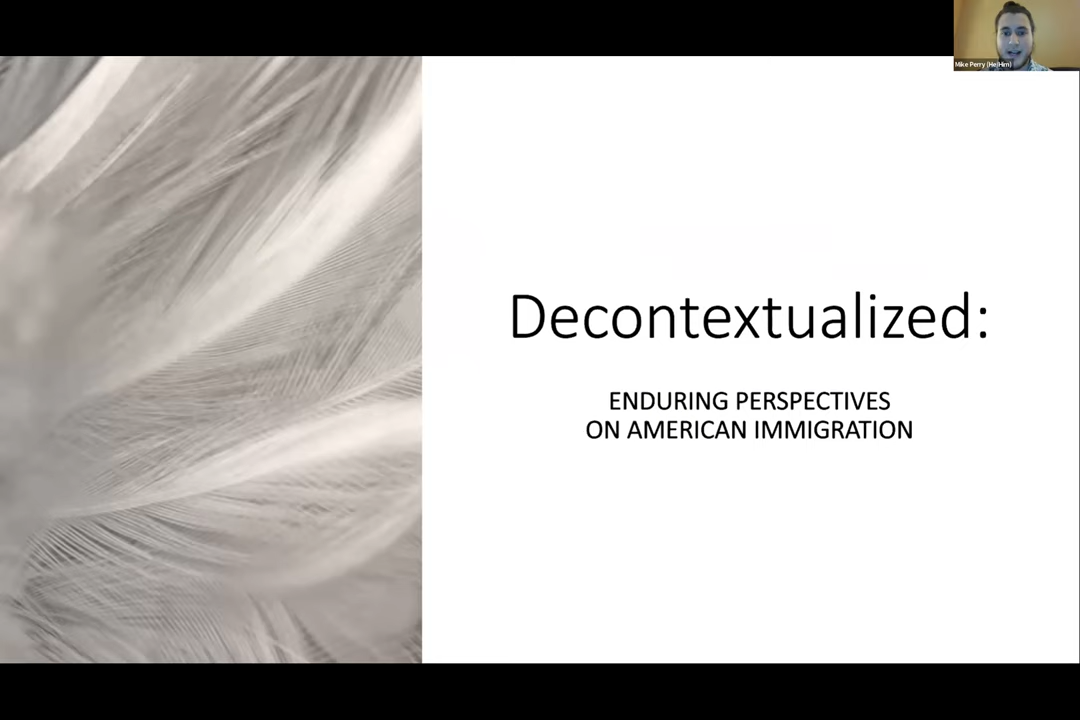 Mike Perry (He|Him)
Decontextualized:
ENDURING PERSPECTIVES
ON AMERICAN IMMIGRATION